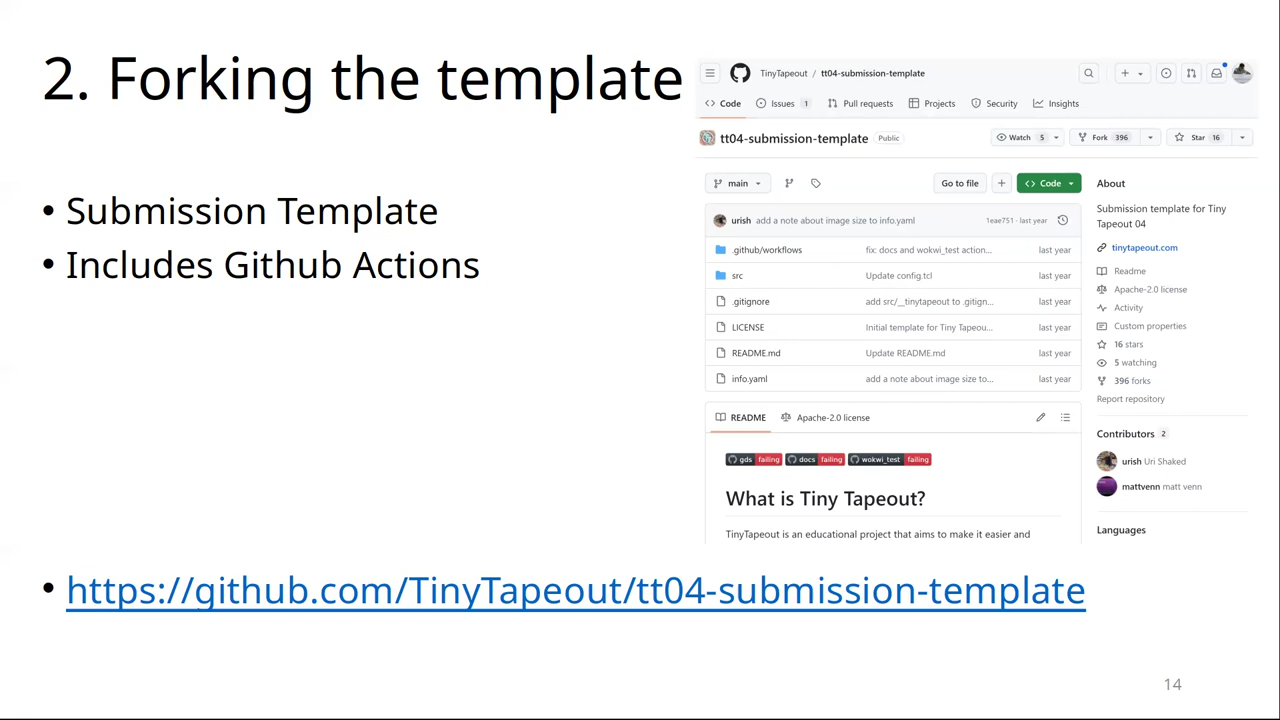 2. Forking the template
• Submission Template
• Includes Github Actions
TinyTapeout / tt04-submission-template
Code Issues 1 Pull requests Projects Security Insights
tt04-submission-template Public Watch 5 Fork 396 Star 16
main Go to file + Code
urish add a note about image size to info.yaml 1eae751 · last year
.github/workflows fix: docs and wokwi_test action... last year
src Update config.tcl last year
.gitignore add src/__tinytapeout to .gitign... last year
LICENSE Initial template for Tiny Tapeou... last year
README.md Update README.md last year
info.yaml add a note about image size to... last year
README Apache-2.0 license
gds failing docs failing wokwi_test failing
What is Tiny Tapeout?
TinyTapeout is an educational project that aims to make it easier and
About
Submission template for Tiny
Tapeout 04
tinytapeout.com
Readme
Apache-2.0 license
Activity
Custom properties
16 stars
5 watching
396 forks
Report repository
Contributors 2
urish Uri Shaked
mattvenn matt venn
Languages
• https://github.com/TinyTapeout/tt04-submission-template
14